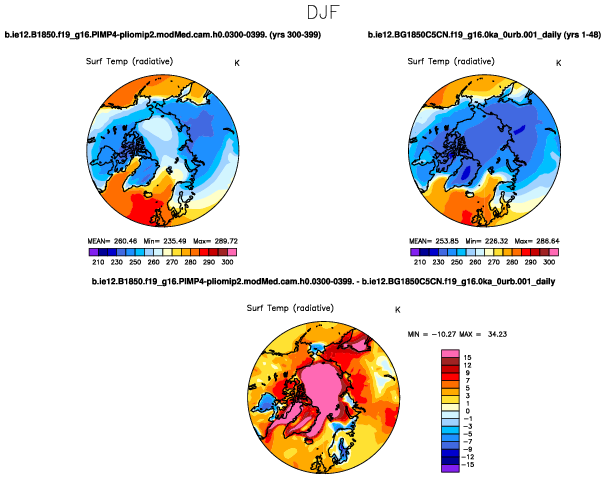 DJF
b.ie12.B1850.f19_g16.PIMP4-pliomip2.modMed.cam.h0.0300-0399. (yrs 300-399)
b.ie12.BG1850C5CN.f19_g16.0ka_0urb.001_daily (yrs 1-48)
Surf Temp (radiative) K
Surf Temp (radiative) K
MEAN= 260.46 Min= 235.49 Max= 289.72
MEAN= 253.85 Min= 226.32 Max= 286.64
210 230 250 260 270 280 290 300
210 230 250 260 270 280 290 300
b.ie12.B1850.f19_g16.PIMP4-pliomip2.modMed.cam.h0.0300-0399. - b.ie12.BG1850C5CN.f19_g16.0ka_0urb.001_daily
Surf Temp (radiative) K
MIN = -10.27 MAX = 34.23
15
12
9
7
5
3
1
0
-1
-3
-5
-7
-9
-12
-15